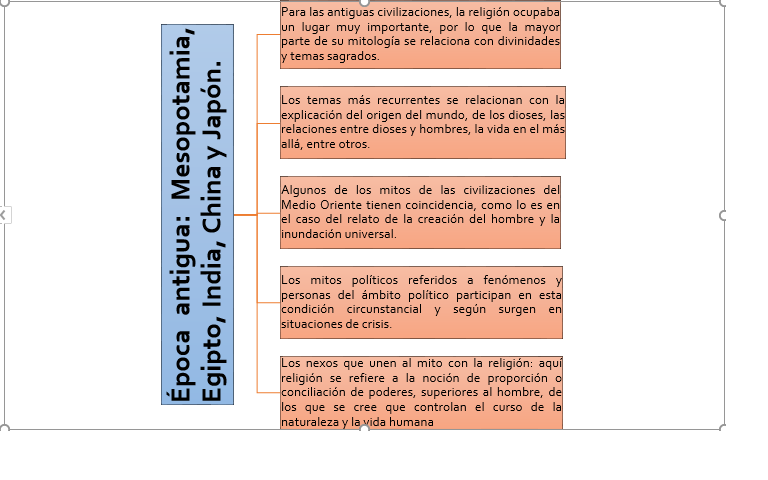 Época antigua: Mesopotamia,
Egipto, India, China y Japón.
Para las antiguas civilizaciones, la religión ocupaba
un lugar muy importante, por lo que la mayor
parte de su mitología se relaciona con divinidades
y temas sagrados.
Los temas más recurrentes se relacionan con la
explicación del origen del mundo, de los dioses, las
relaciones entre dioses y hombres, la vida en el más
allá, entre otros.
Algunos de los mitos de las civilizaciones del
Medio Oriente tienen coincidencia, como lo es en
el caso del relato de la creación del hombre y la
inundación universal.
Los mitos políticos referidos a fenómenos y
personas del ámbito político participan en esta
condición circunstancial y según surgen en
situaciones de crisis.
Los nexos que unen al mito con la religión: aquí
religión se refiere a la noción de proporción o
conciliación de poderes, superiores al hombre, de
los que se cree que controlan el curso de la
naturaleza y la vida humana